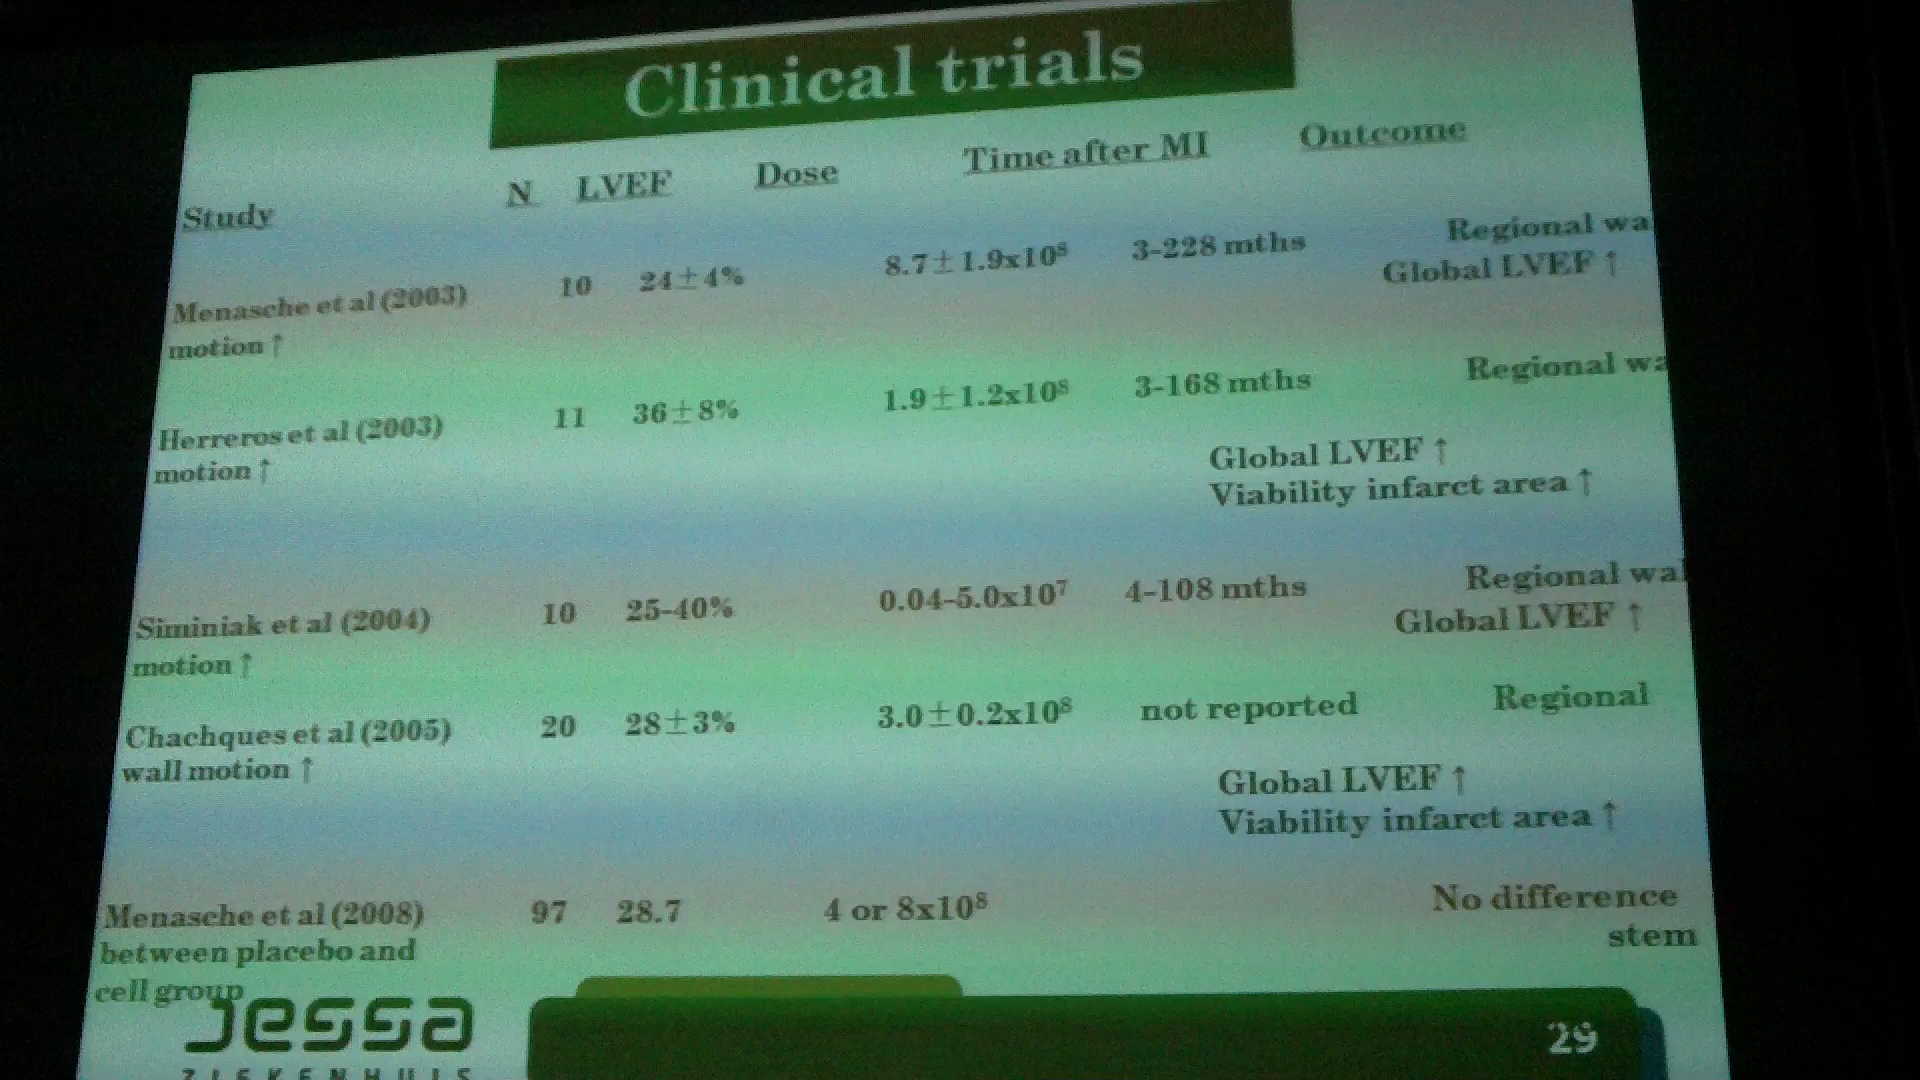 Clinical trials
Study N LVEF Dose Time after MI Outcome
Menasche et al (2003) 10 24±4% 8.7±1.9x10⁸ 3-228 mths Regional wa
Global LVEF ↑
motion ↑
Herreros et al (2003) 11 36±8% 1.9±1.2x10⁸ 3-168 mths Regional wa
motion ↑
Global LVEF ↑
Viability infarct area ↑
Siminiak et al (2004) 10 25-40% 0.04-5.0x10⁷ 4-108 mths Regional wal
Global LVEF ↑
motion ↑
Chachques et al (2005) 20 28±3% 3.0±0.2x10⁸ not reported Regional
wall motion ↑
Global LVEF ↑
Viability infarct area ↑
Menasche et al (2008) 97 28.7 4 or 8x10⁸ No difference
between placebo and stem
cell group
Jessa
ZIEKENHUIS
29